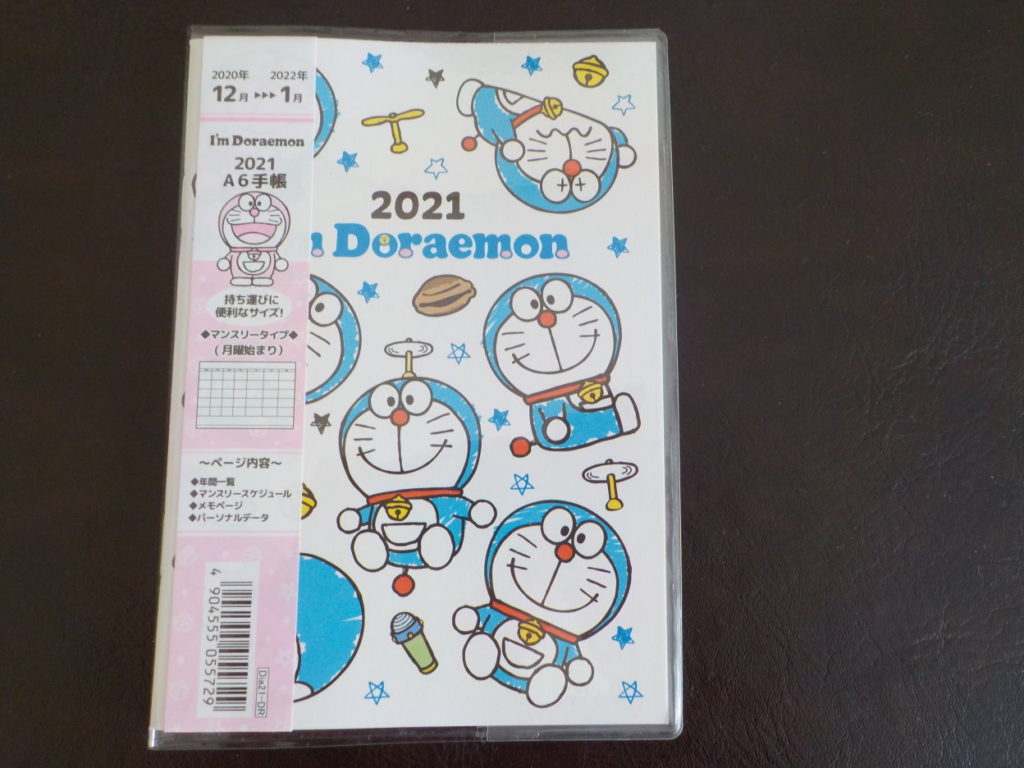 2020年 2022年
12月 ▶▶▶ 1月
I'm Doraemon
2021
A6手帳
持ち運びに
便利なサイズ!
◆マンスリータイプ◆
(月曜始まり)
～ページ内容～
◆年間一覧
◆マンスリースケジュール
◆メモページ
◆パーソナルデータ
4 904555 055729
Dia21-DR
2021
Doraemon